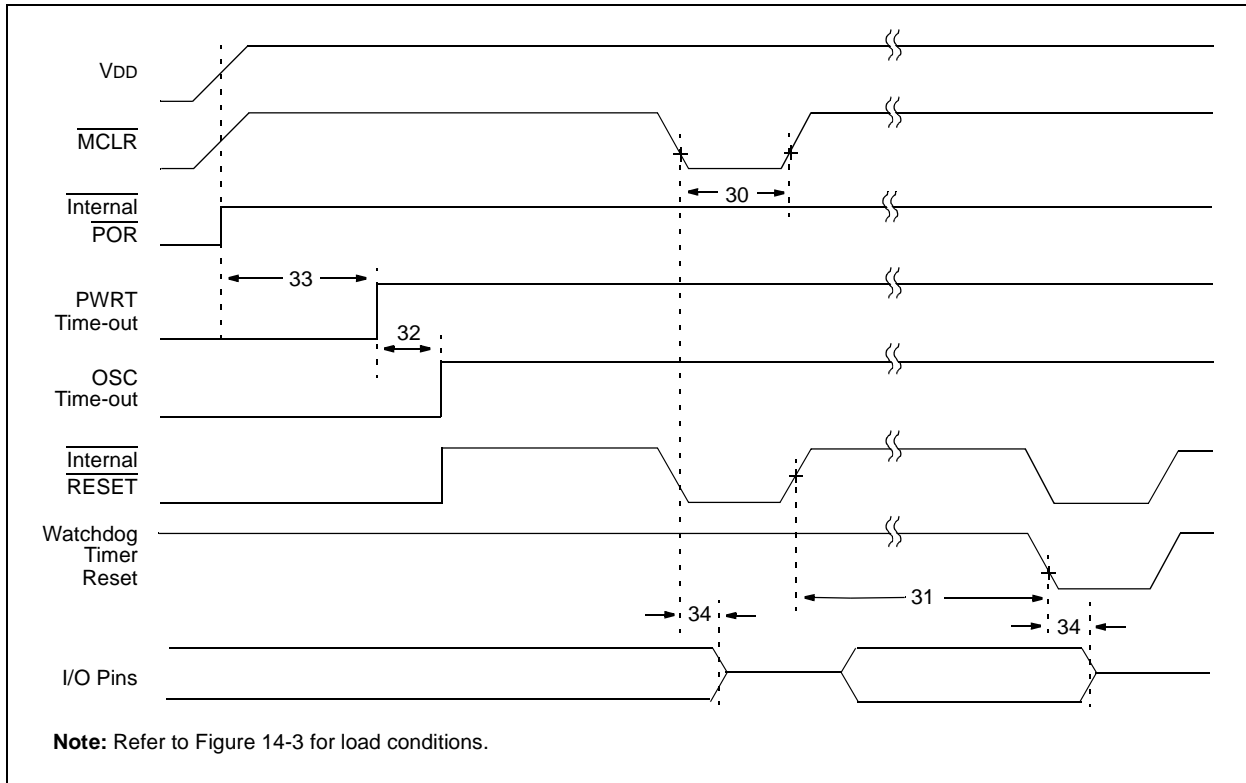 VDD
MCLR
30
Internal
POR
33
PWRT
Time-out
32
OSC
Time-out
Internal
RESET
Watchdog
Timer
Reset
31
34
34
I/O Pins
Note: Refer to Figure 14-3 for load conditions.